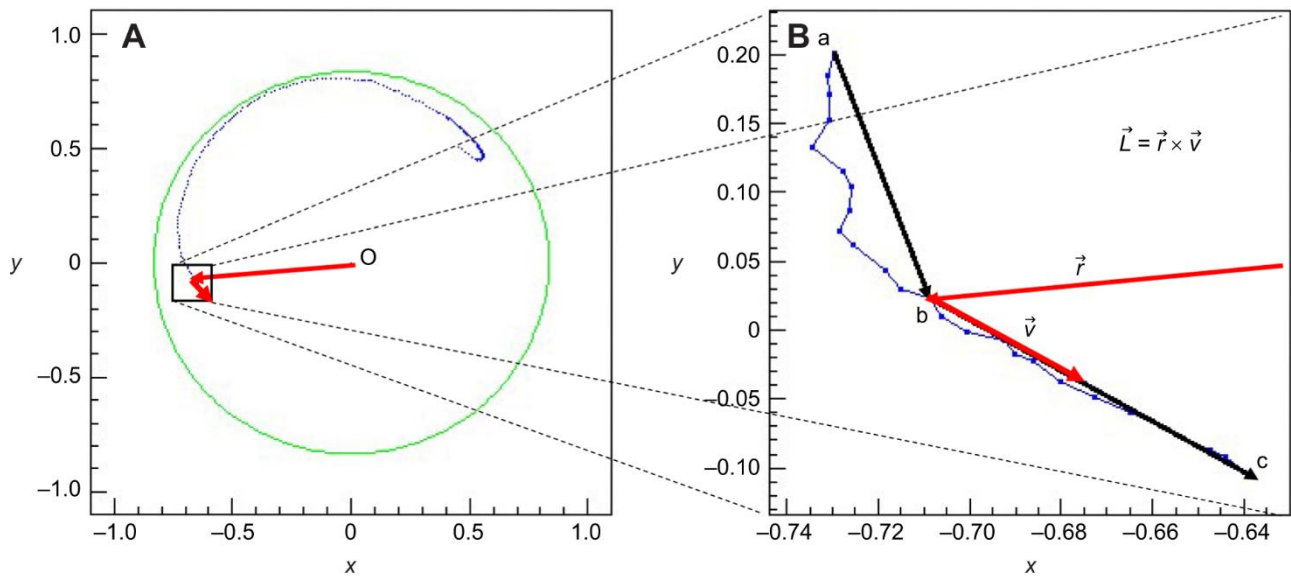 A
1.0
0.5
0
–0.5
–1.0
y
O
–1.0 –0.5 0 0.5 1.0
x
B
a
0.20
0.15
0.10
0.05
0
–0.05
–0.10
y
L⃗ = r⃗ × v⃗
r⃗
b
v⃗
c
–0.74 –0.72 –0.70 –0.68 –0.66 –0.64
x